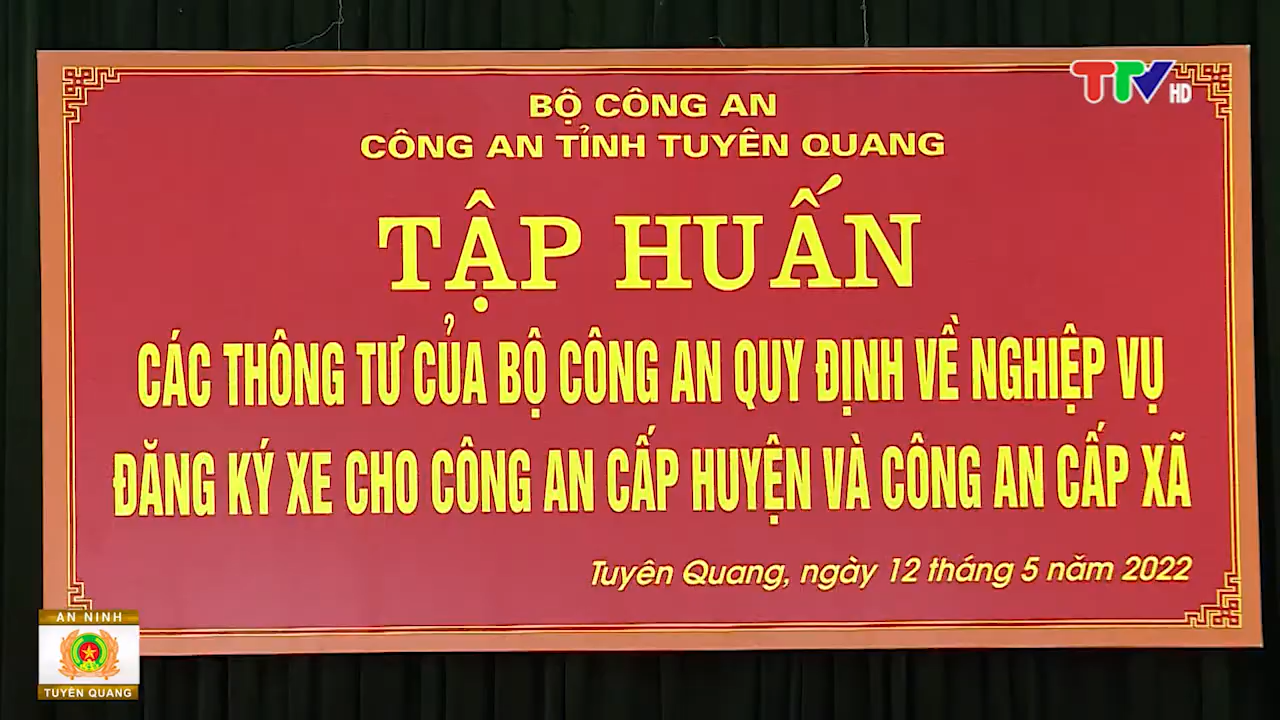 TTV HD
BỘ CÔNG AN
CÔNG AN TỈNH TUYÊN QUANG
TẬP HUẤN
CÁC THÔNG TƯ CỦA BỘ CÔNG AN QUY ĐỊNH VỀ NGHIỆP VỤ
ĐĂNG KÝ XE CHO CÔNG AN CẤP HUYỆN VÀ CÔNG AN CẤP XÃ
Tuyên Quang, ngày 12 tháng 5 năm 2022
AN NINH
TUYÊN QUANG